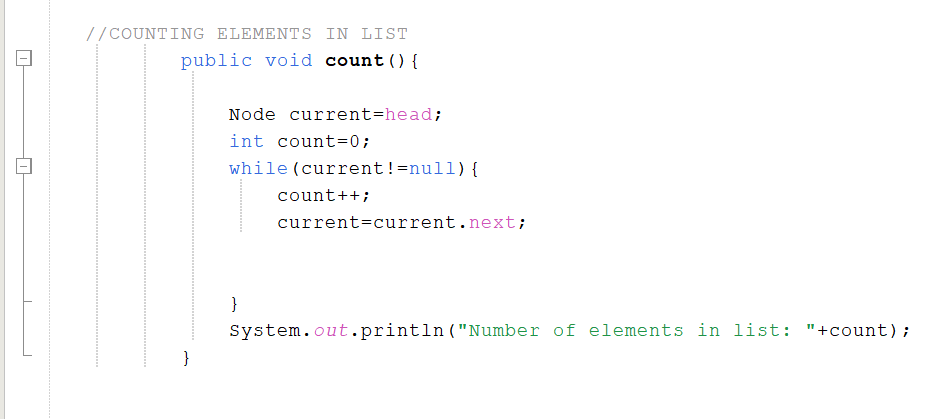 //COUNTING ELEMENTS IN LIST
public void count(){
Node current=head;
int count=0;
while(current!=null){
count++;
current=current.next;
}
System.out.println("Number of elements in list: "+count);
}